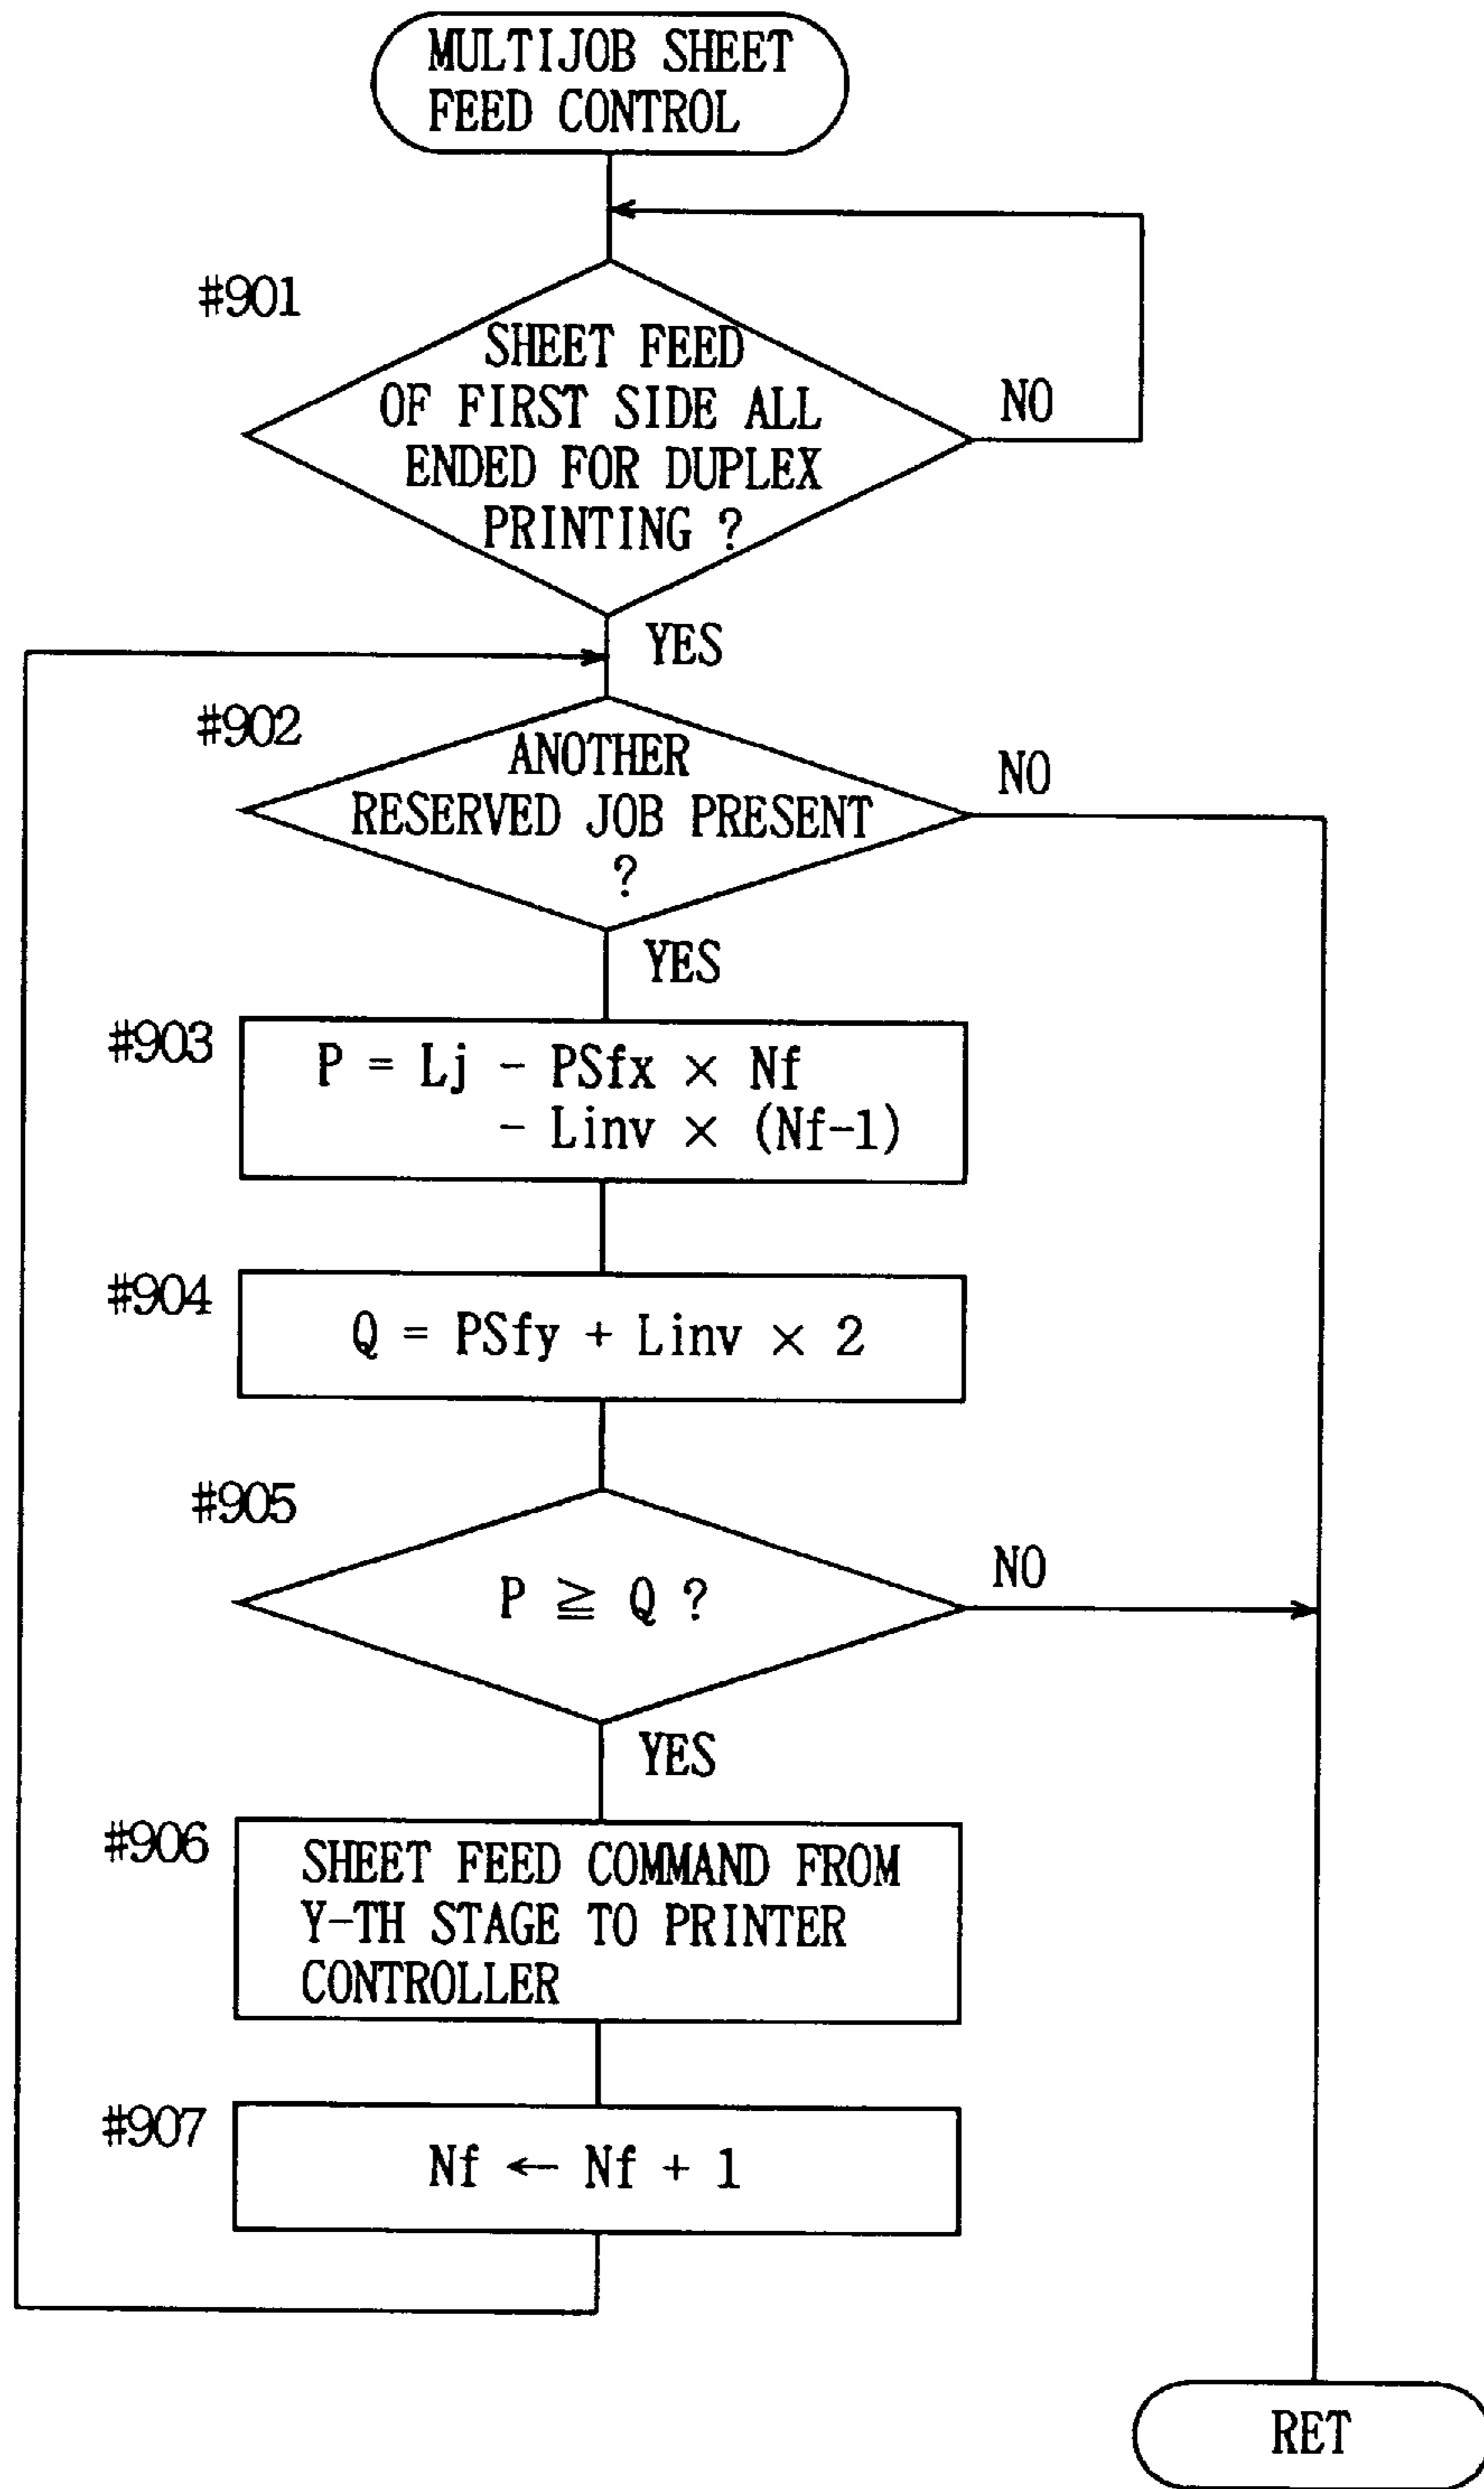 MULTIJOB SHEET
FEED CONTROL
#901
SHEET FEED
OF FIRST SIDE ALL
ENDED FOR DUPLEX
PRINTING ?
NO
YES
#902
ANOTHER
RESERVED JOB PRESENT
?
NO
YES
#903
P = Lj - PSfx × Nf
- Linv × (Nf-1)
#904
Q = PSfy + Linv × 2
#905
P ≧ Q ?
NO
YES
#906
SHEET FEED COMMAND FROM
Y-TH STAGE TO PRINTER
CONTROLLER
#907
Nf ← Nf + 1
RET